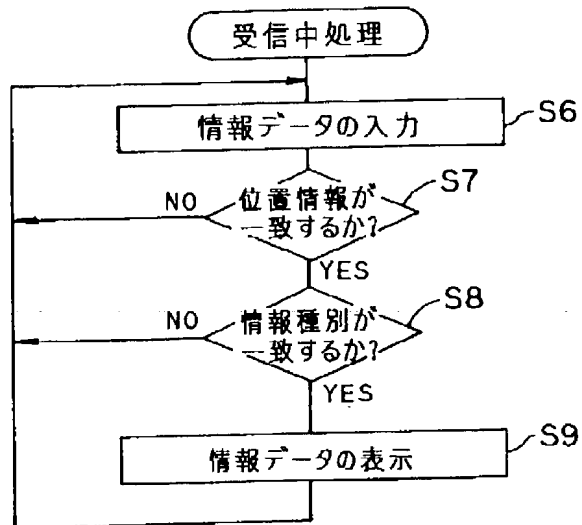 受信中処理
情報データの入力
S6
位置情報が
一致するか?
S7
NO
YES
情報種別が
一致するか?
S8
NO
YES
情報データの表示
S9